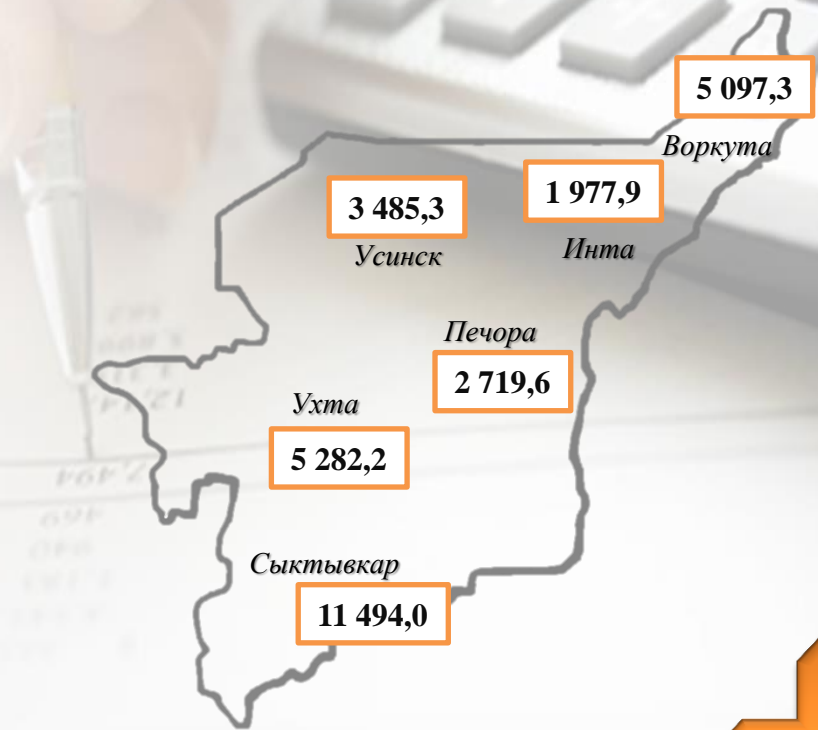 5 097,3
Воркута
1 977,9
Инта
3 485,3
Усинск
Печора
2 719,6
Ухта
5 282,2
Сыктывкар
11 494,0